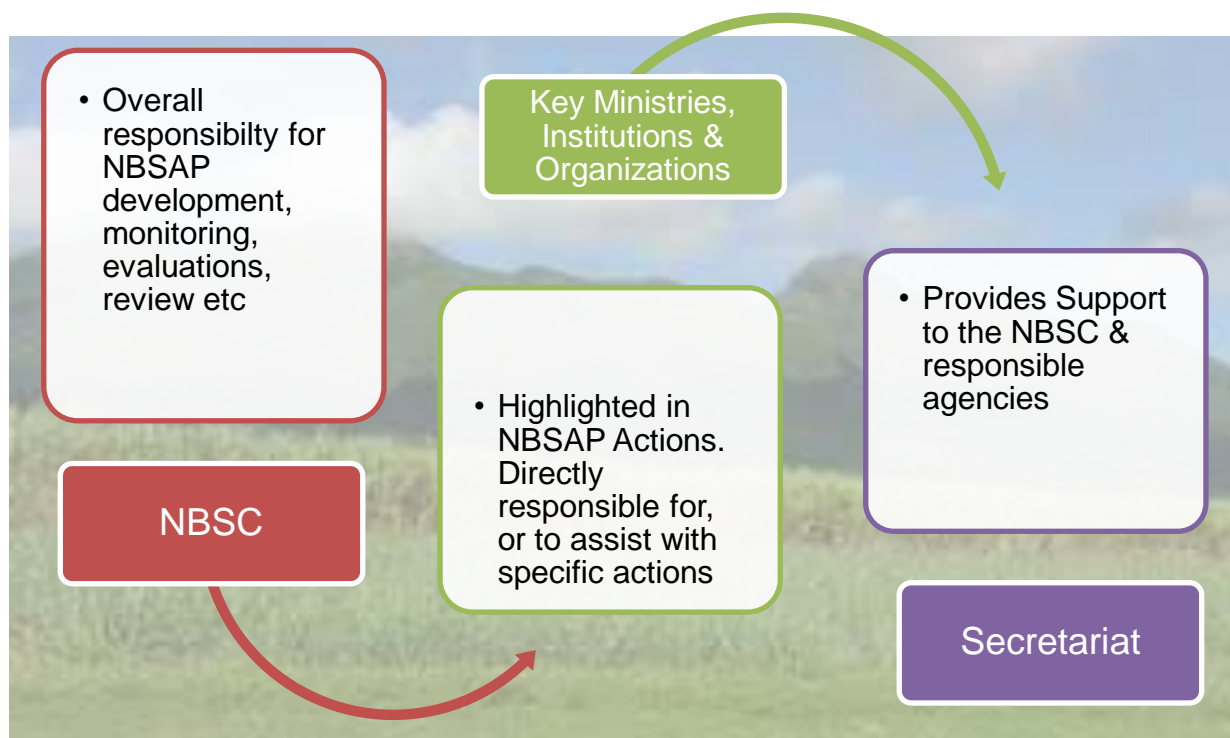 • Overall
responsibilty for
NBSAP
development,
monitoring,
evaluations,
review etc
NBSC
Key Ministries,
Institutions &
Organizations
• Highlighted in
NBSAP Actions.
Directly
responsible for,
or to assist with
specific actions
• Provides Support
to the NBSC &
responsible
agencies
Secretariat